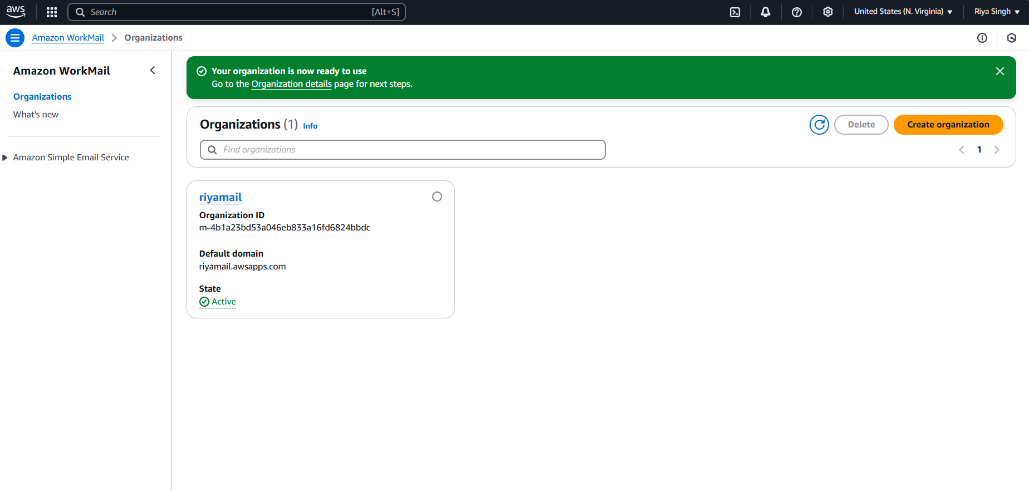 aws
Search [Alt+S]
United States (N. Virginia) Riya Singh
Amazon WorkMail > Organizations
Amazon WorkMail
Organizations
What's new
Amazon Simple Email Service
Your organization is now ready to use
Go to the Organization details page for next steps.
Organizations (1) Info
Delete
Create organization
Find organizations
1
riyamail
Organization ID
m-4b1a23bd53a046eb833a16fd6824bbdc
Default domain
riyamail.awsapps.com
State
Active